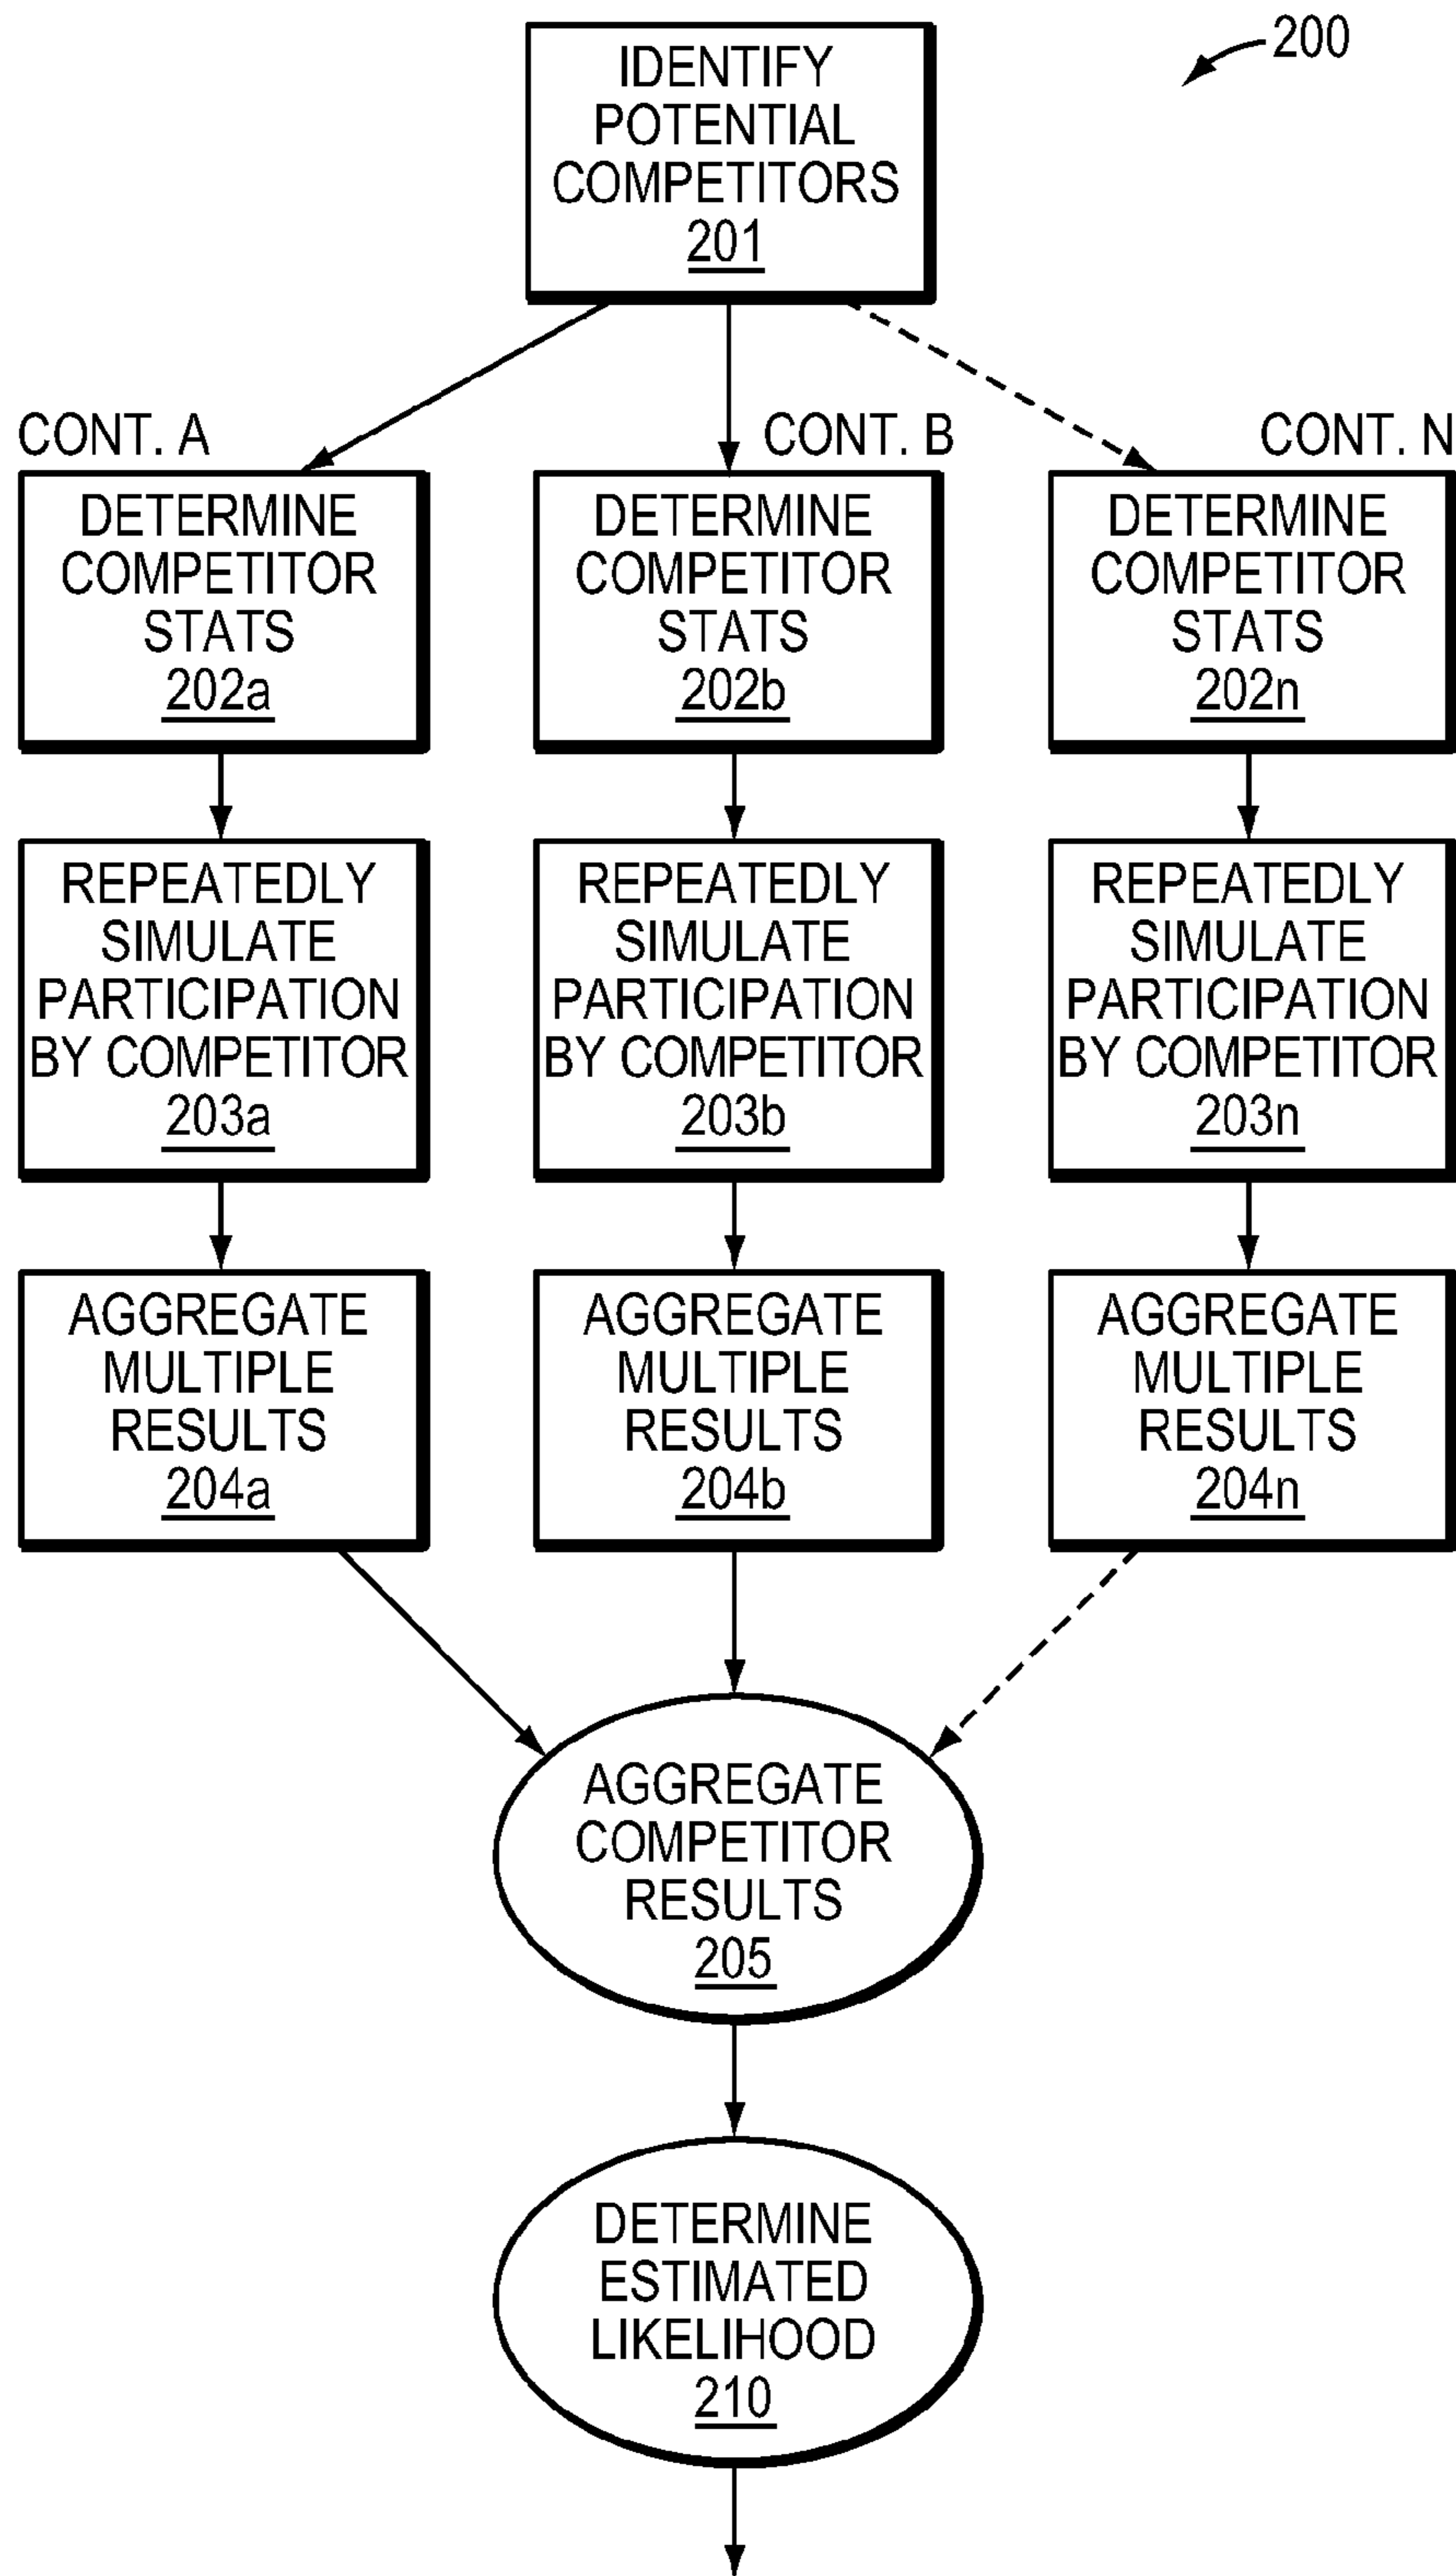 200
IDENTIFY
POTENTIAL
COMPETITORS
201
CONT. A
DETERMINE
COMPETITOR
STATS
202a
REPEATEDLY
SIMULATE
PARTICIPATION
BY COMPETITOR
203a
AGGREGATE
MULTIPLE
RESULTS
204a
CONT. B
DETERMINE
COMPETITOR
STATS
202b
REPEATEDLY
SIMULATE
PARTICIPATION
BY COMPETITOR
203b
AGGREGATE
MULTIPLE
RESULTS
204b
CONT. N
DETERMINE
COMPETITOR
STATS
202n
REPEATEDLY
SIMULATE
PARTICIPATION
BY COMPETITOR
203n
AGGREGATE
MULTIPLE
RESULTS
204n
AGGREGATE
COMPETITOR
RESULTS
205
DETERMINE
ESTIMATED
LIKELIHOOD
210